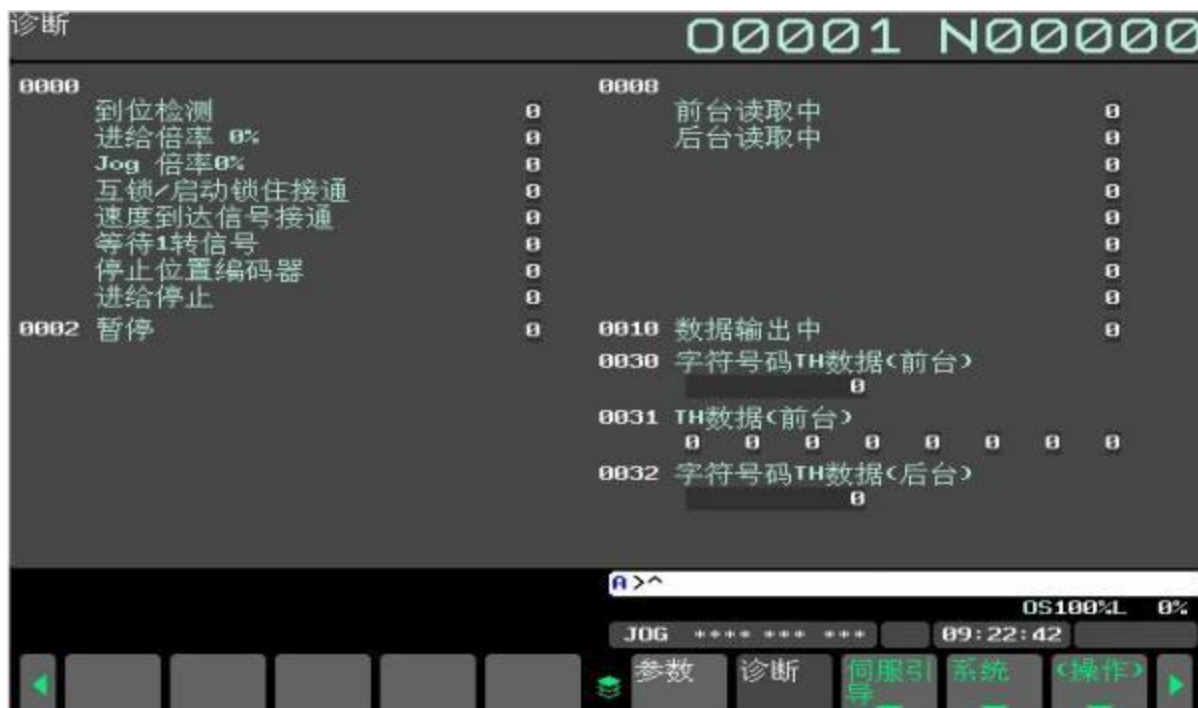 诊断
O0001 N00000
0000
到位检测 0
进给倍率 0% 0
Jog 倍率0% 0
互锁/启动锁住接通 0
速度到达信号接通 0
等待1转信号 0
停止位置编码器 0
进给停止 0
0002 暂停 0
0008
前台读取中 0
后台读取中 0
0
0
0
0
0
0
0010 数据输出中 0
0030 字符号码TH数据(前台)
0
0031 TH数据(前台)
0 0 0 0 0 0 0 0
0032 字符号码TH数据(后台)
0
A>^
OS100%L 0%
JOG **** *** *** 09:22:42
参数 诊断 伺服引导 系统 (操作)